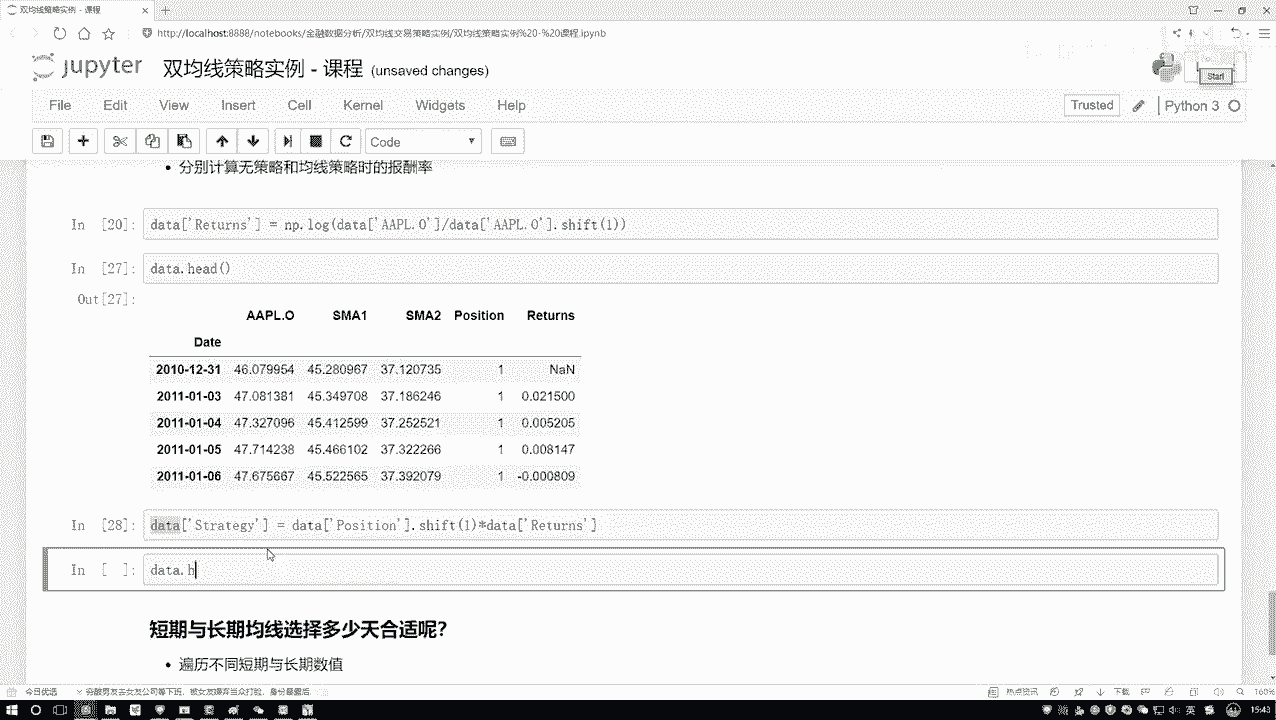 双均线策略实例 - 课程
http://localhost:8888/notebooks/金融数据分析/双均线交易策略实例/双均线策略实例%20-%20课程.ipynb
jupyter 双均线策略实例 - 课程 (unsaved changes)
Start
File Edit View Insert Cell Kernel Widgets Help
Trusted Python 3
Code
分别计算无策略和均线策略时的报酬率
In [20]: data['Returns'] = np.log(data['AAPL.O']/data['AAPL.O'].shift(1))
In [27]: data.head()
Out[27]:
AAPL.O SMA1 SMA2 Position Returns
Date
2010-12-31 46.079954 45.280967 37.120735 1 NaN
2011-01-03 47.081381 45.349708 37.186246 1 0.021500
2011-01-04 47.327096 45.412599 37.252521 1 0.005205
2011-01-05 47.714238 45.466102 37.322266 1 0.008147
2011-01-06 47.675667 45.522565 37.392079 1 -0.000809
In [28]: data['Strategy'] = data['Position'].shift(1)*data['Returns']
In [ ]: data.h
短期与长期均线选择多少天合适呢?
遍历不同短期与长期数值
今日优选
热点资讯 下载 160%
英 15:43